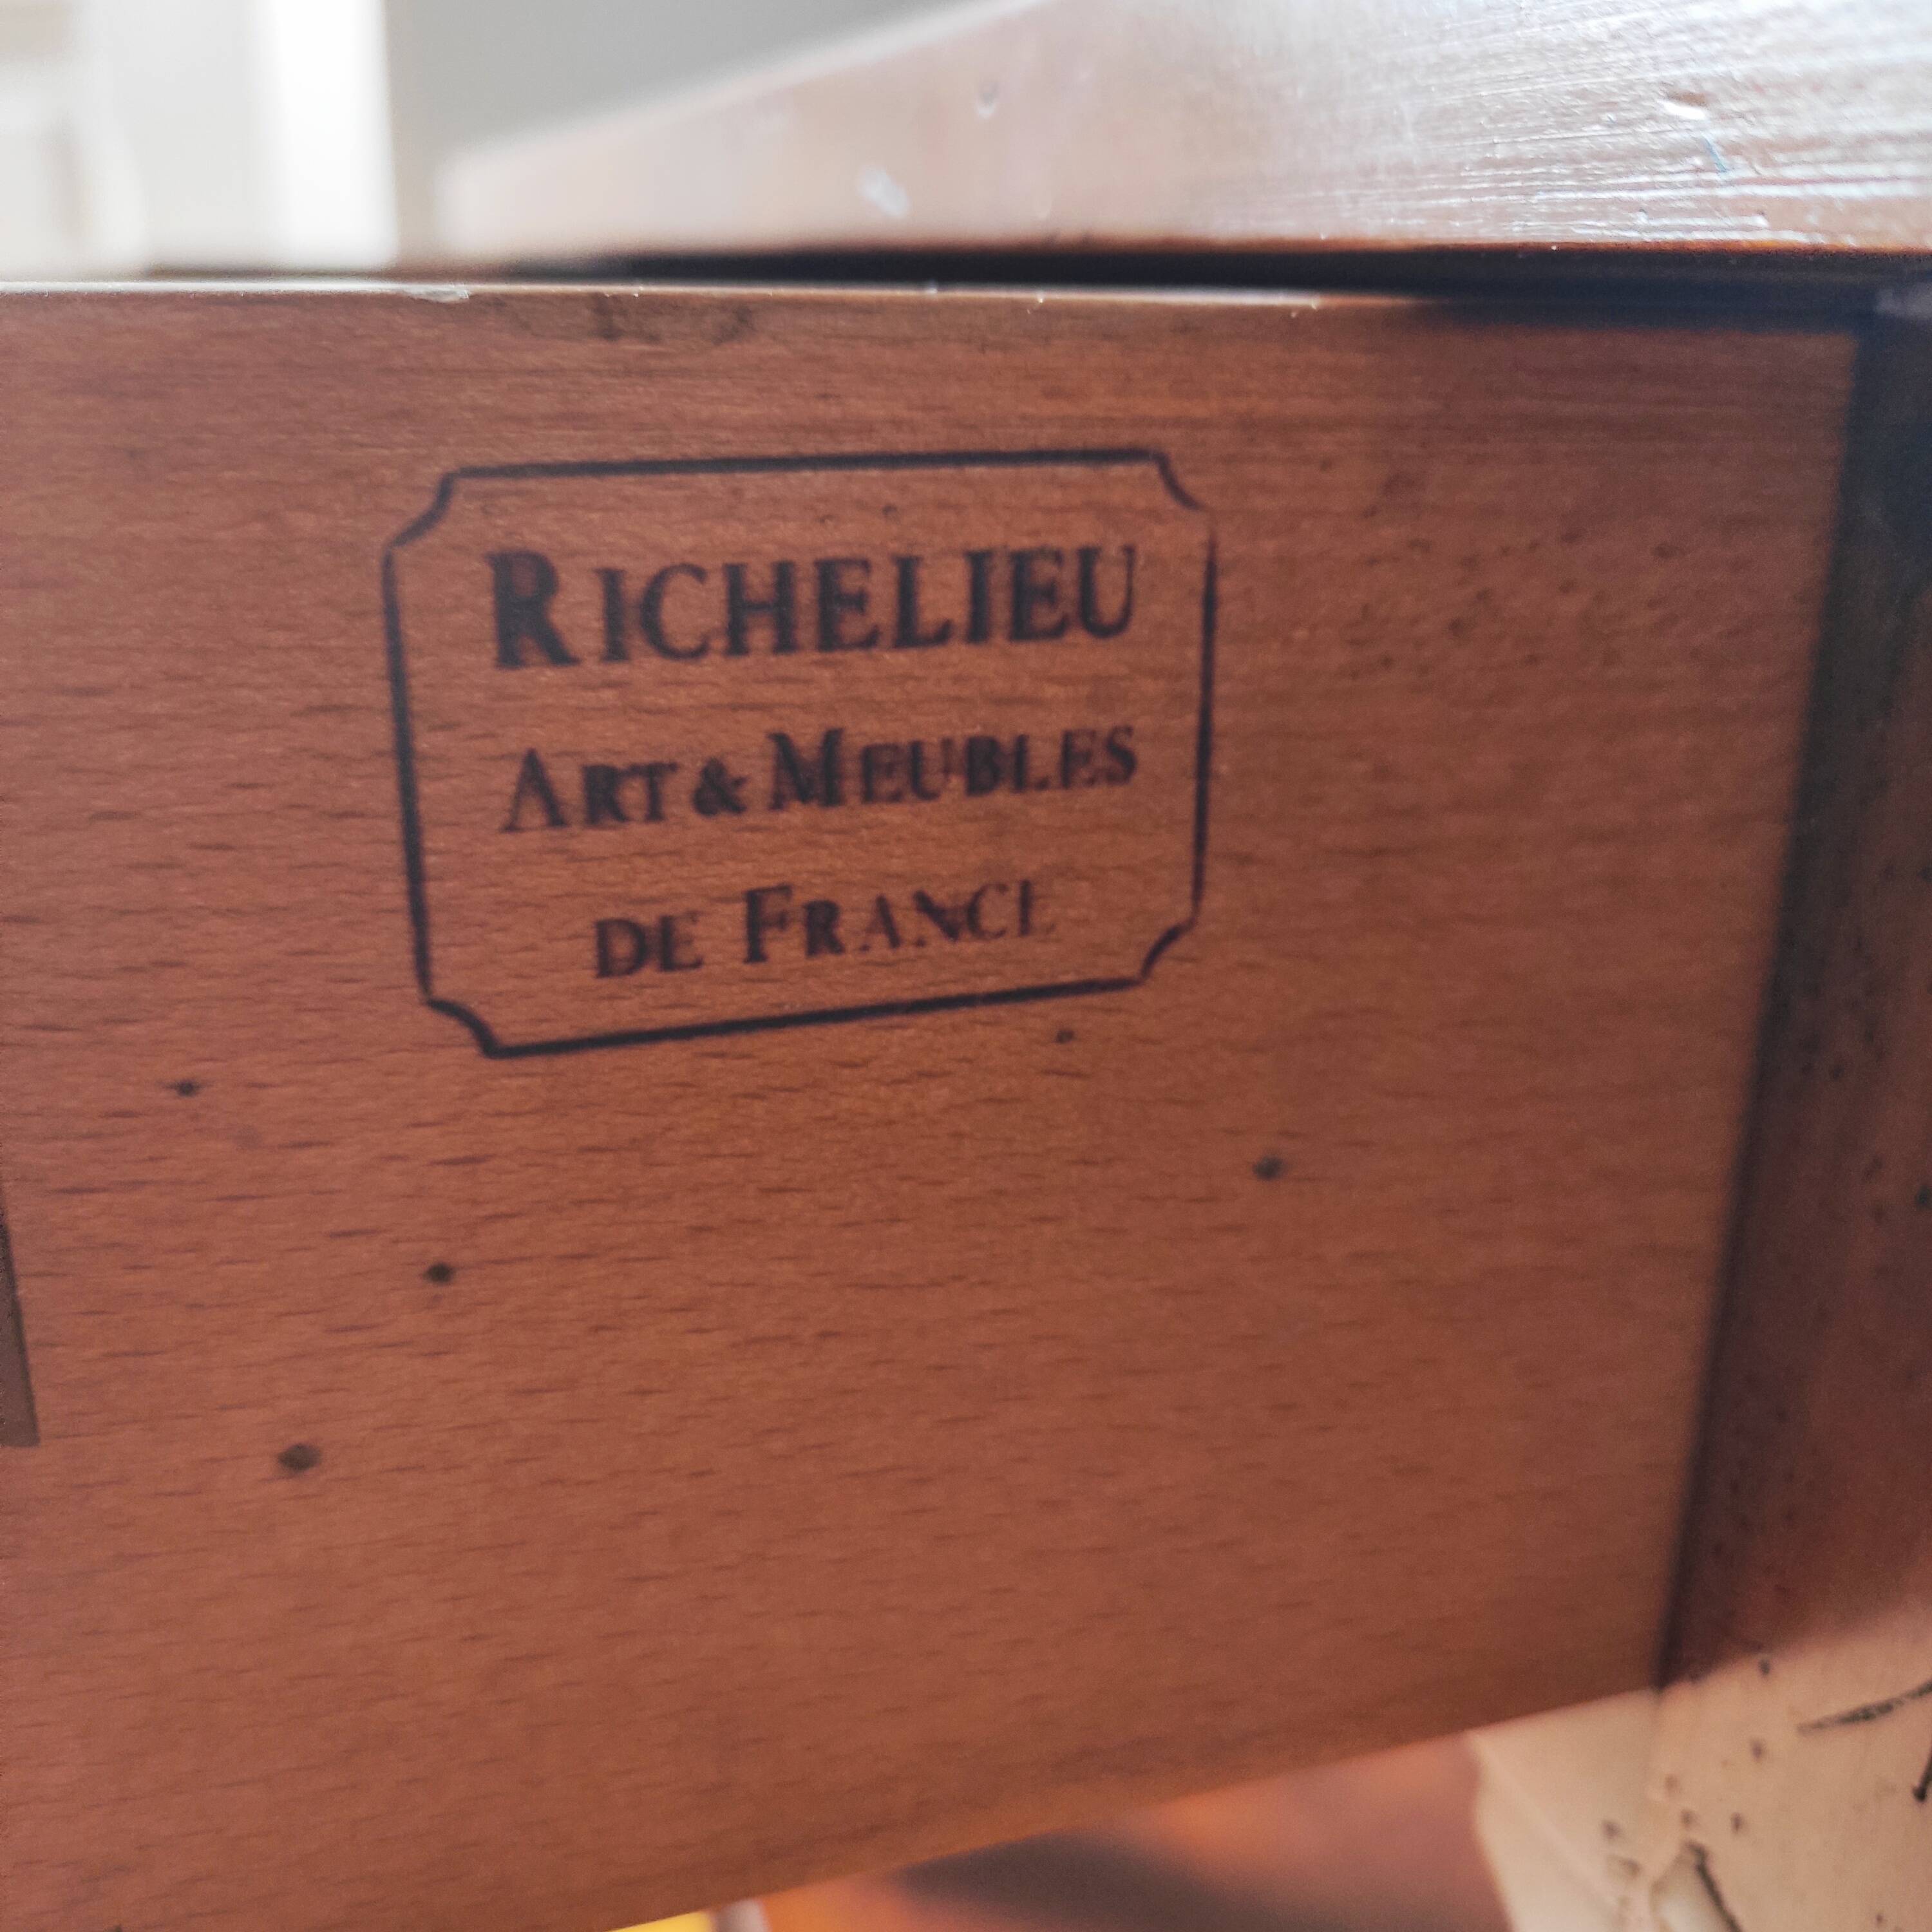 RICHELIEU
ART & MEUBLES
DE FRANCE